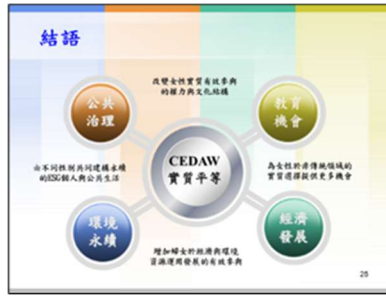 結語
改變女性實質有效參與
的權力與文化結構
公共
治理
教育
機會
CEDAW
實質平等
由不同性別共同建構永續
的ESG個人與公共生活
為女性於非傳統領域的
實質選擇提供更多機會
環境
永續
經濟
發展
增加婦女於經濟與環境
資源運用發展的有效參與
25